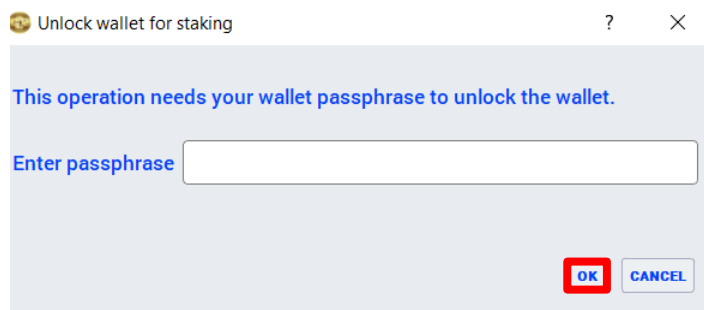 Unlock wallet for staking
This operation needs your wallet passphrase to unlock the wallet.
Enter passphrase
OK CANCEL